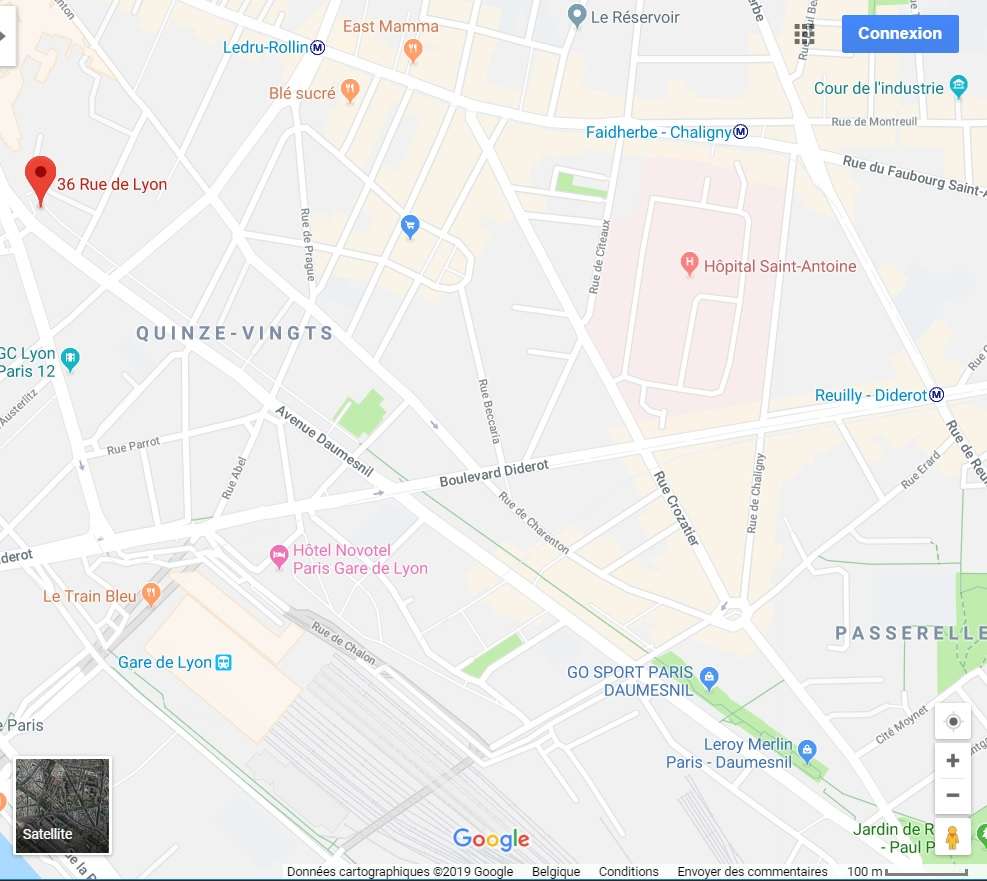 East Mamma
Le Réservoir
Connexion
Ledru-Rollin
Blé sucré
Cour de l'industrie
Faidherbe - Chaligny
Rue de Montreuil
Rue du Faubourg Saint-A
36 Rue de Lyon
Rue de Prague
Rue de Cîteaux
Hôpital Saint-Antoine
QUINZE-VINGTS
GC Lyon
Paris 12
Austerlitz
Rue Beccaria
Reuilly - Diderot
Avenue Daumesnil
Rue Parrot
Rue Abel
Boulevard Diderot
Rue Crozatier
Rue de Chaligny
Rue Erard
Rue de Reu
Rue de Charenton
Diderot
Hôtel Novotel
Paris Gare de Lyon
Le Train Bleu
Rue de Chalon
PASSERELLE
Gare de Lyon
GO SPORT PARIS
DAUMESNIL
Cité Moynet
e Paris
Leroy Merlin
Paris - Daumesnil
Satellite
Google
Jardin de R
- Paul P
Données cartographiques ©2019 Google Belgique Conditions Envoyer des commentaires 100 m